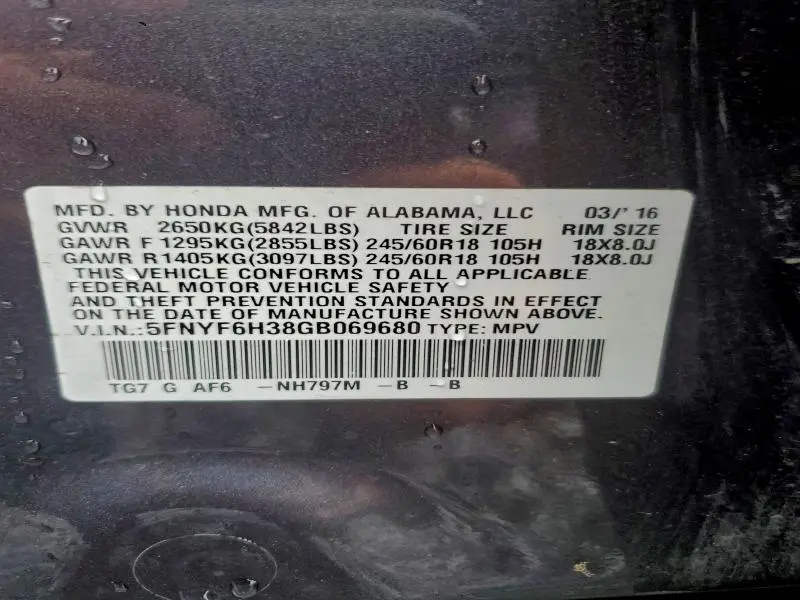 MFD. BY HONDA MFG. OF ALABAMA, LLC 03/' 16
GVWR 2650KG(5842LBS) TIRE SIZE RIM SIZE
GAWR F 1295KG(2855LBS) 245/60R18 105H 18X8.0J
GAWR R1405KG(3097LBS) 245/60R18 105H 18X8.0J
THIS VEHICLE CONFORMS TO ALL APPLICABLE
FEDERAL MOTOR VEHICLE SAFETY
AND THEFT PREVENTION STANDARDS IN EFFECT
ON THE DATE OF MANUFACTURE SHOWN ABOVE.
V.I.N.:5FNYF6H38GB069680 TYPE: MPV
TG7 G AF6 -NH797M -B -B